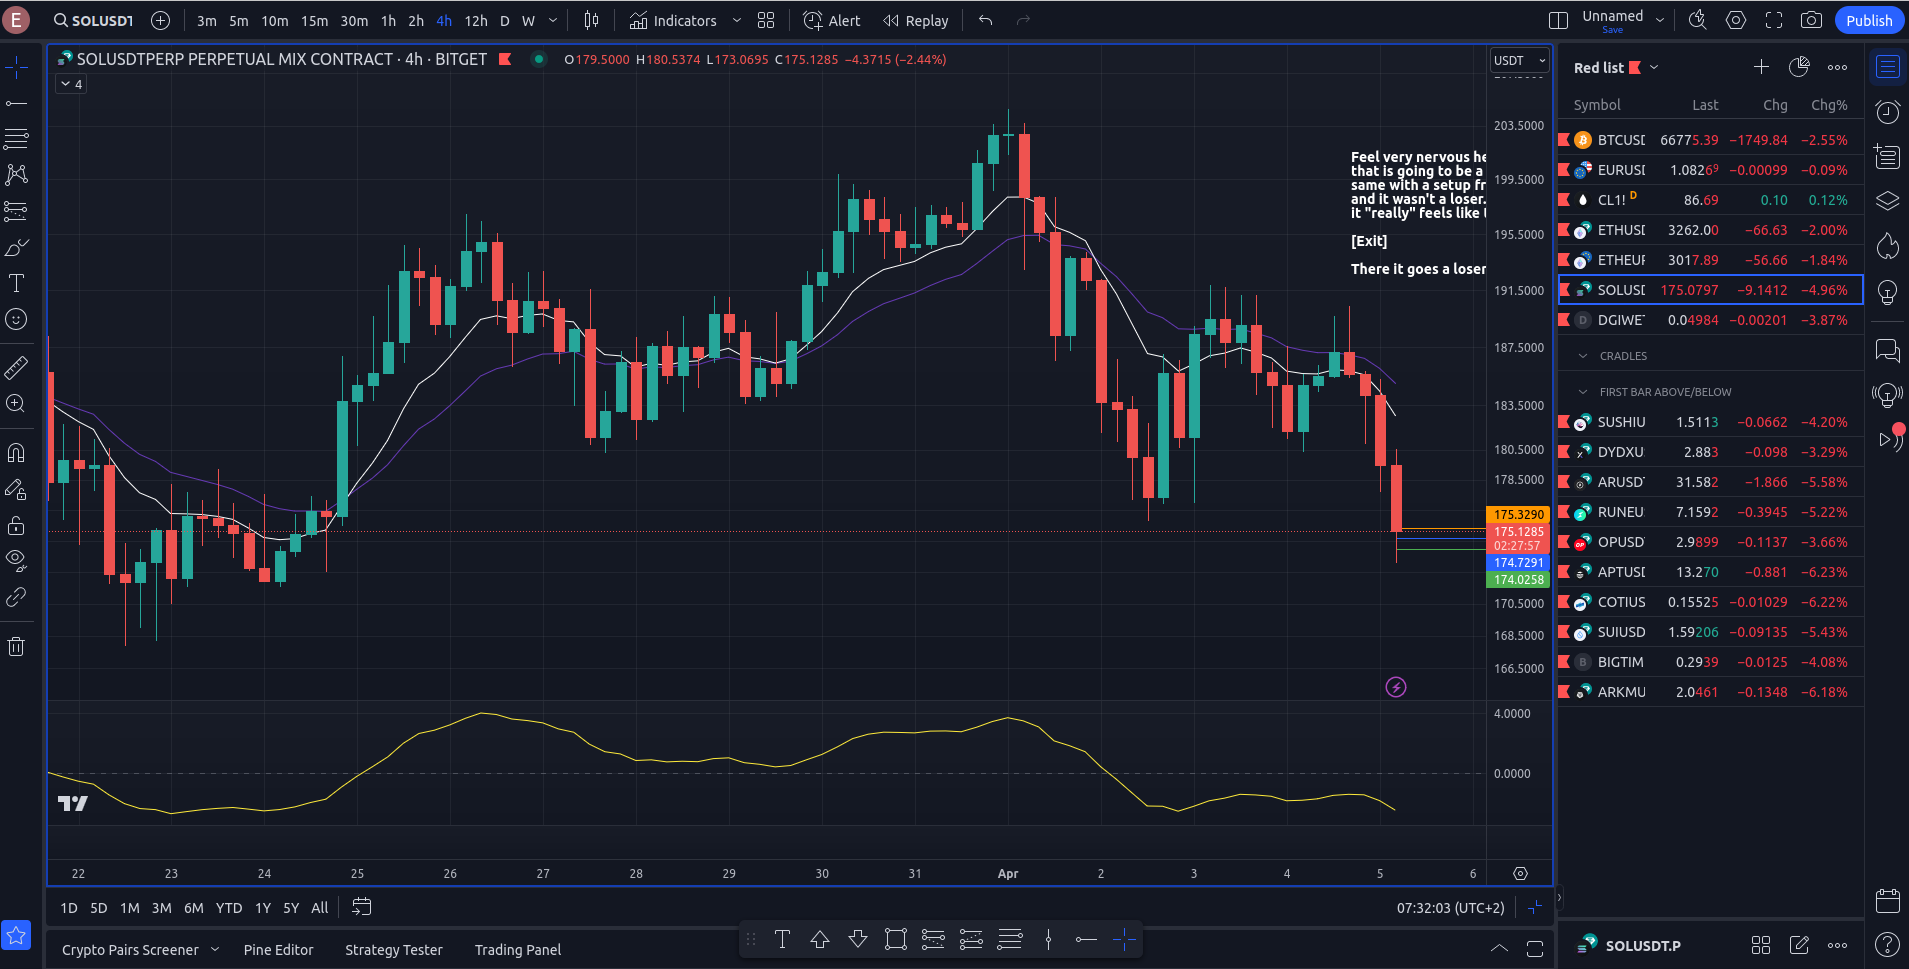 E
SOLUSDT
3m 5m 10m 15m 30m 1h 2h 4h 12h D W
Indicators
Alert
Replay
Unnamed
Save
Publish
SOLUSDTPERP PERPETUAL MIX CONTRACT · 4h · BITGET
O179.5000 H180.5374 L173.0695 C175.1285 −4.3715 (−2.44%)
4
USDT
Feel very nervous he
that is going to be a
same with a setup fr
and it wasn't a loser.
it "really" feels like
[Exit]
There it goes a loser
203.5000
199.5000
195.5000
191.5000
187.5000
183.5000
180.5000
178.5000
175.3290
175.1285
02:27:57
174.7291
174.0258
170.5000
168.5000
166.5000
4.0000
0.0000
22 23 24 25 26 27 28 29 30 31 Apr 2 3 4 5 6
1D 5D 1M 3M 6M YTD 1Y 5Y All
07:32:03 (UTC+2)
Crypto Pairs Screener
Pine Editor
Strategy Tester
Trading Panel
Red list
Symbol Last Chg Chg%
BTCUSD 66775.39 −1749.84 −2.55%
EURUSD 1.08269 −0.00099 −0.09%
CL1! D 86.69 0.10 0.12%
ETHUSD 3262.00 −66.63 −2.00%
ETHEUR 3017.89 −56.66 −1.84%
SOLUSD 175.0797 −9.1412 −4.96%
DGIWE 0.04984 −0.00201 −3.87%
CRADLES
FIRST BAR ABOVE/BELOW
SUSHIU 1.5113 −0.0662 −4.20%
DYDXU 2.883 −0.098 −3.29%
ARUSD 31.582 −1.866 −5.58%
RUNEU 7.1592 −0.3945 −5.22%
OPUSD 2.9899 −0.1137 −3.66%
APTUSD 13.270 −0.881 −6.23%
COTIUS 0.15525 −0.01029 −6.22%
SUIUSD 1.59206 −0.09135 −5.43%
BIGTIM 0.2939 −0.0125 −4.08%
ARKMU 2.0461 −0.1348 −6.18%
SOLUSDT.P